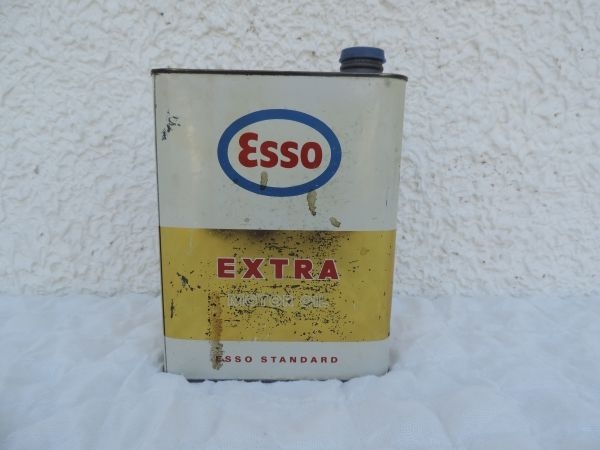 Esso
EXTRA
MOTOR OIL
ESSO STANDARD